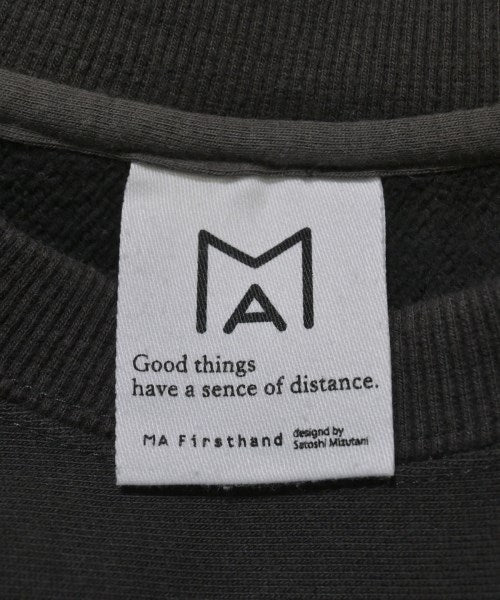 MA
Good things
have a sence of distance.
MA Firsthand
designd by
Satoshi Mizutani